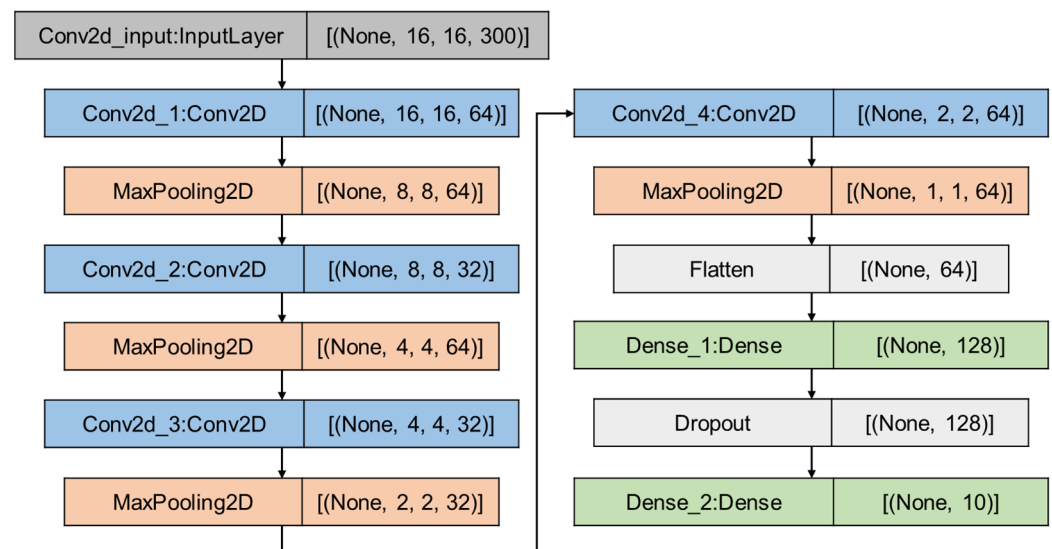 Conv2d_input:InputLayer [(None, 16, 16, 300)]
Conv2d_1:Conv2D [(None, 16, 16, 64)]
MaxPooling2D [(None, 8, 8, 64)]
Conv2d_2:Conv2D [(None, 8, 8, 32)]
MaxPooling2D [(None, 4, 4, 64)]
Conv2d_3:Conv2D [(None, 4, 4, 32)]
MaxPooling2D [(None, 2, 2, 32)]
Conv2d_4:Conv2D [(None, 2, 2, 64)]
MaxPooling2D [(None, 1, 1, 64)]
Flatten [(None, 64)]
Dense_1:Dense [(None, 128)]
Dropout [(None, 128)]
Dense_2:Dense [(None, 10)]